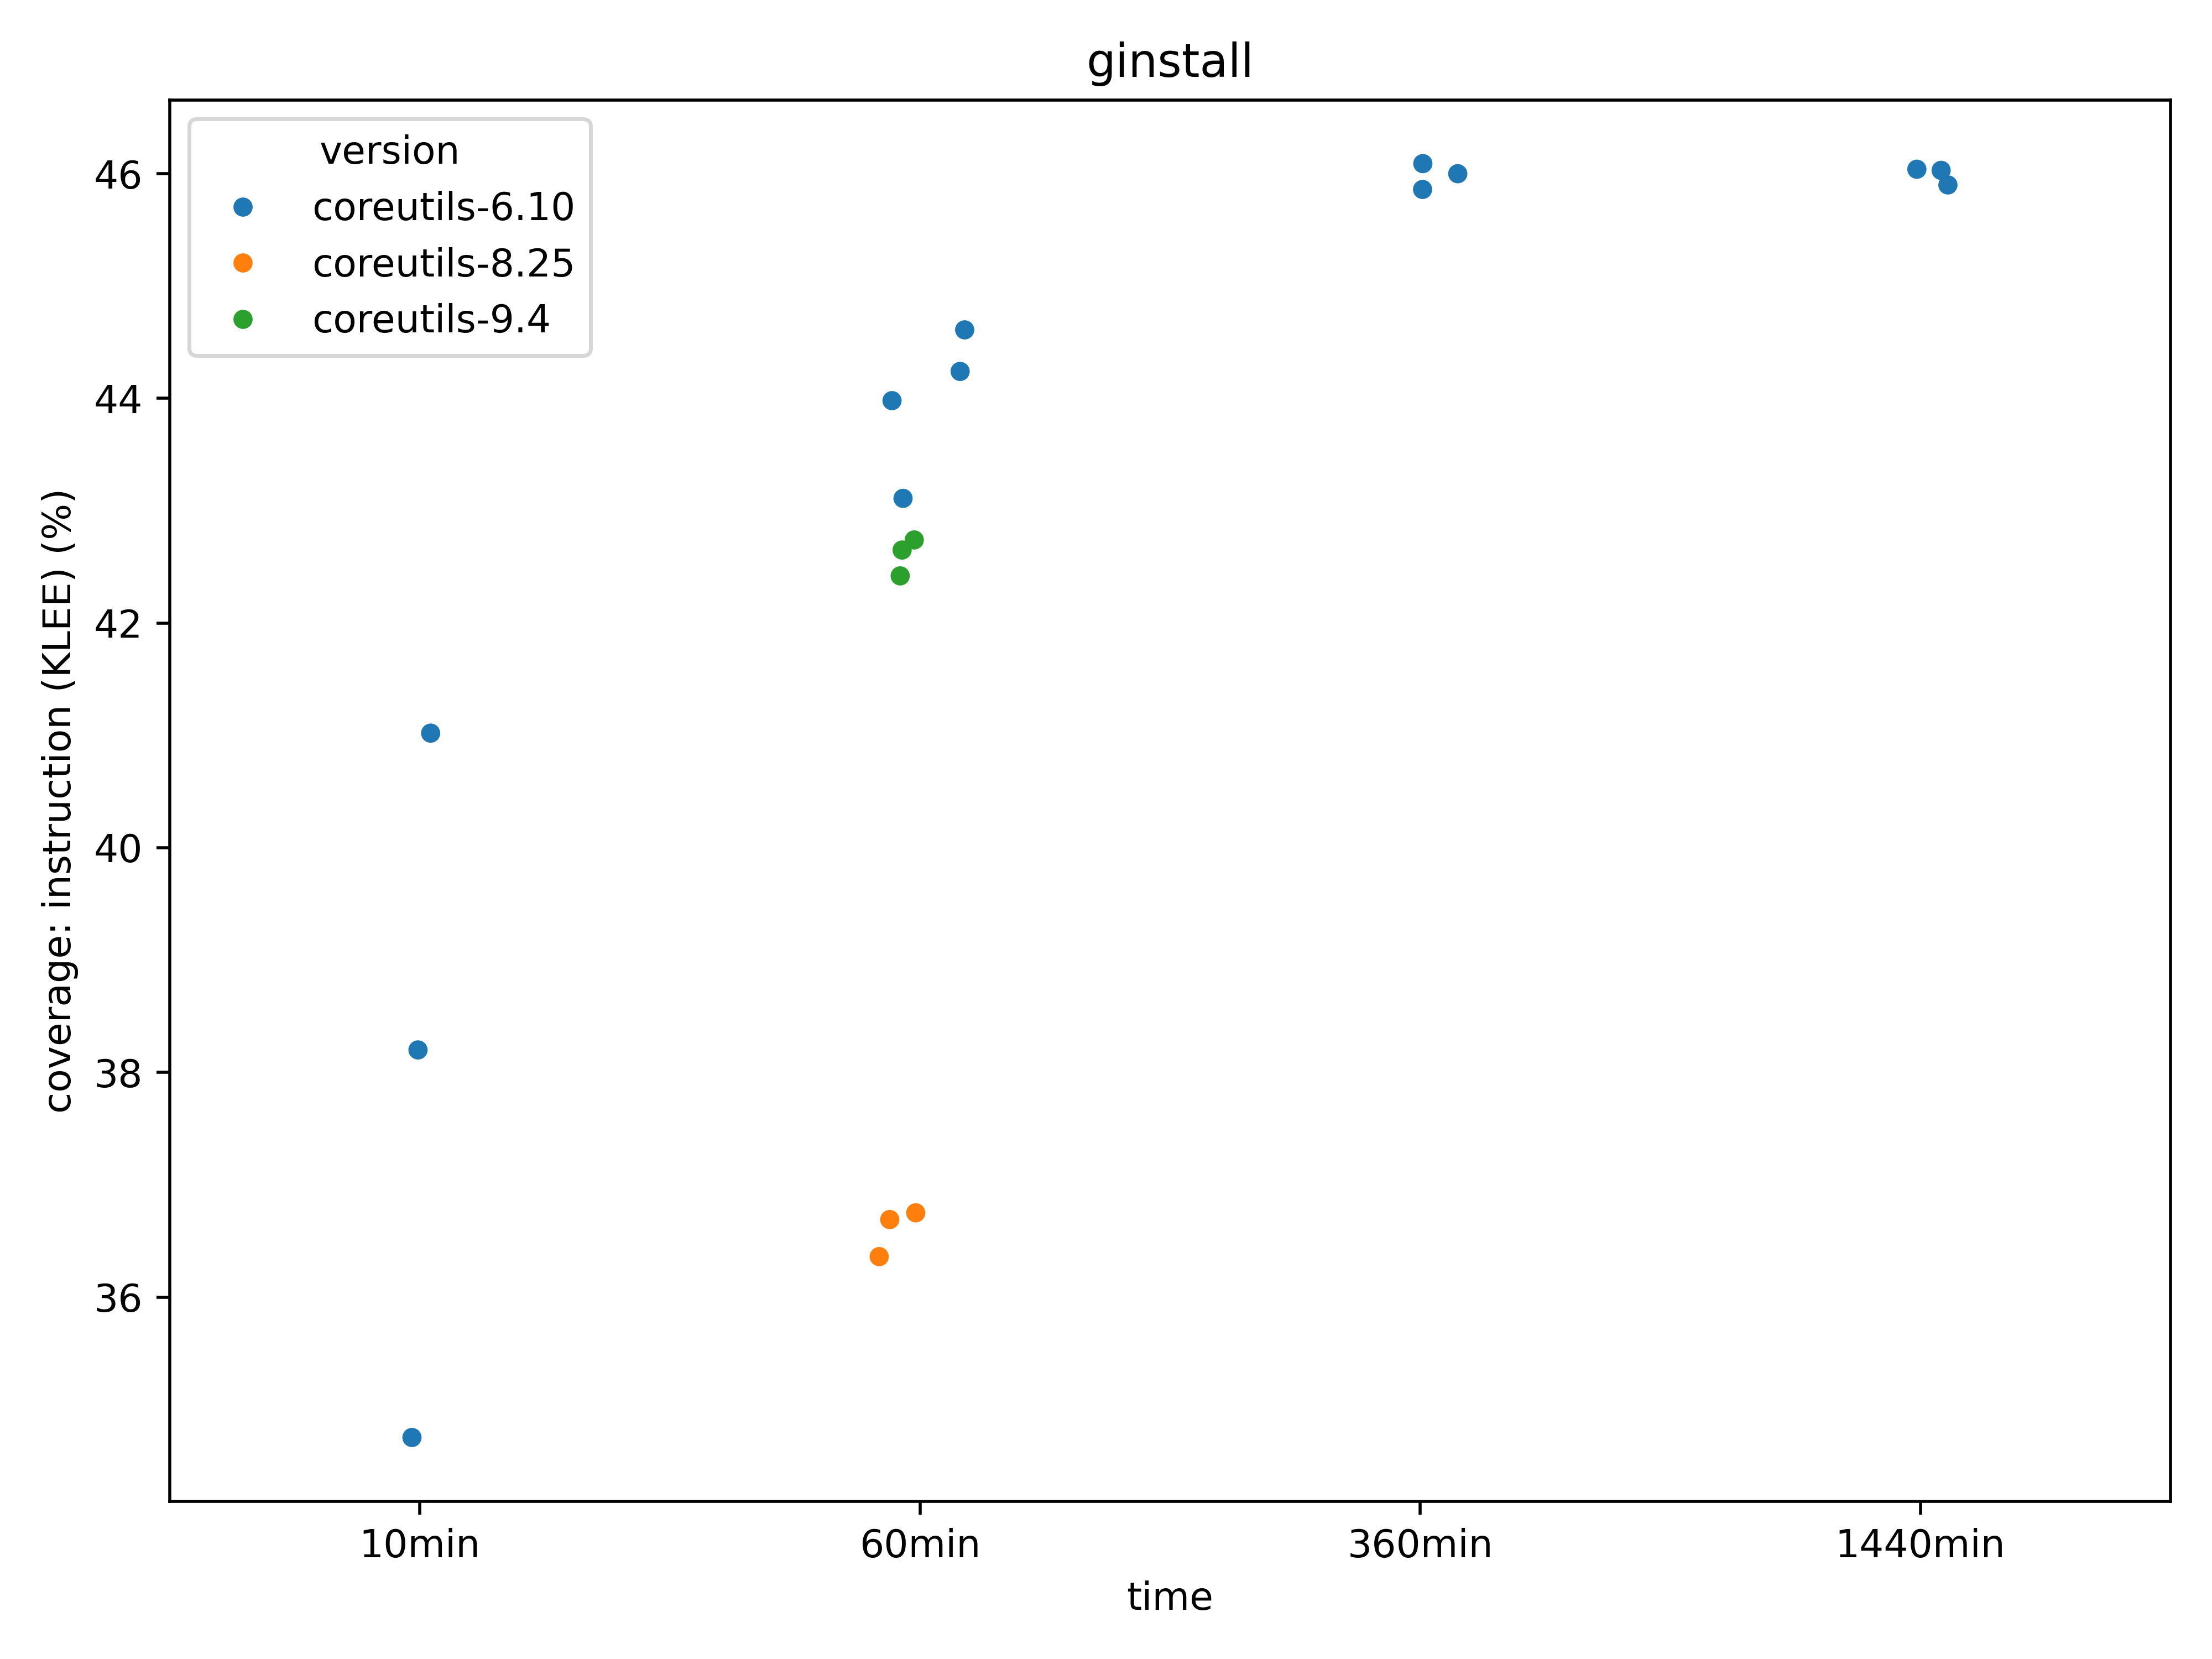 ginstall
version
coreutils-6.10
coreutils-8.25
coreutils-9.4
coverage: instruction (KLEE) (%)
46
44
42
40
38
36
10min 60min 360min 1440min
time